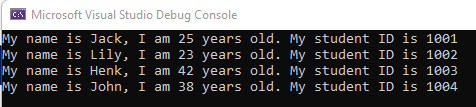 Microsoft Visual Studio Debug Console
My name is Jack, I am 25 years old. My student ID is 1001
My name is Lily, I am 23 years old. My student ID is 1002
My name is Henk, I am 42 years old. My student ID is 1003
My name is John, I am 38 years old. My student ID is 1004